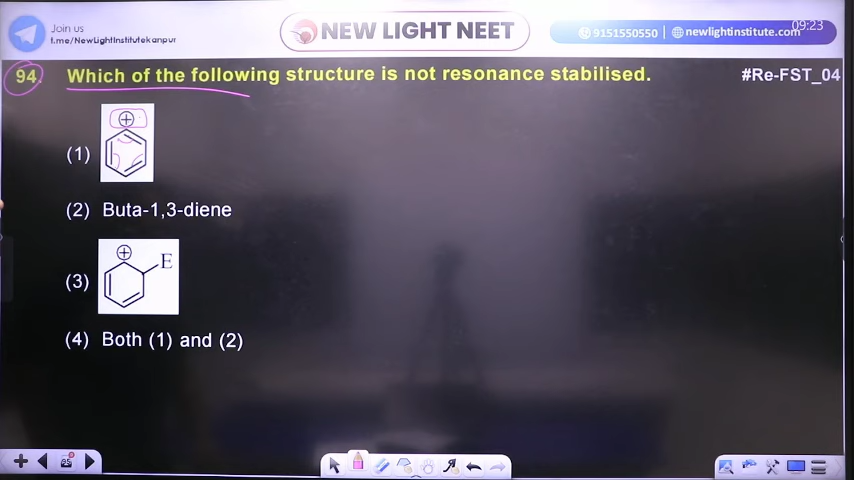 Join us
t.me/NewLightInstitutekanpur
NEW LIGHT NEET
9151550550 | newlightinstitute.com
09:23
94 Which of the following structure is not resonance stabilised. #Re-FST_04
(1)
(2) Buta-1,3-diene
(3) E
(4) Both (1) and (2)